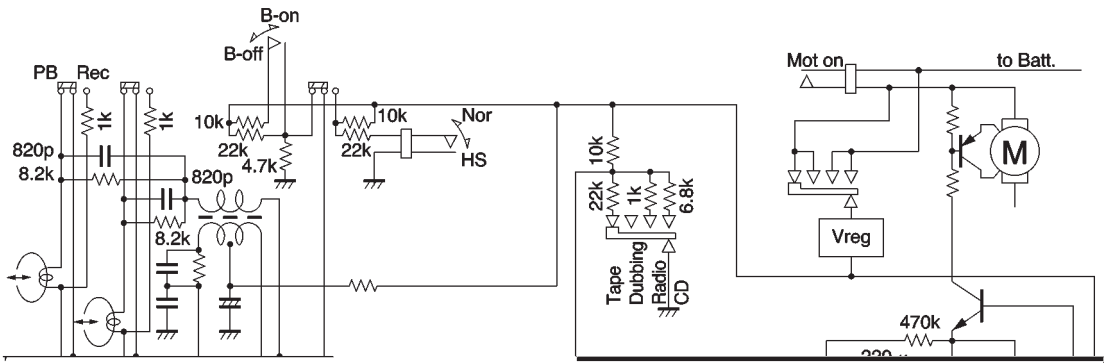 B-on
B-off
PB Rec
1k
1k
10k
22k
4.7k
10k
22k
Nor
HS
820p
8.2k
820p
8.2k
10k
22k
1k
6.8k
Tape
Dubbing
Radio
CD
Mot on
to Batt.
M
Vreg
470k